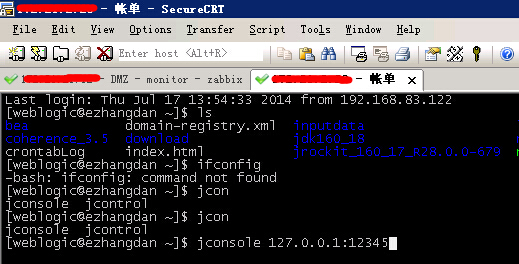 - 帐单 - SecureCRT
File Edit View Options Transfer Script Tools Window Help
Enter host <Alt+R>
- DMZ - monitor - zabbix - 帐单 ×
Last login: Thu Jul 17 13:54:33 2014 from 192.168.83.122
[weblogic@ezhangdan ~]$ ls
bea domain-registry.xml inputdata
coherence_3.5 download jdk160_18
crontabLog index.html jrockit_160_17_R28.0.0-679
[weblogic@ezhangdan ~]$ ifconfig
-bash: ifconfig: command not found
[weblogic@ezhangdan ~]$ jcon
jconsole jcontrol
[weblogic@ezhangdan ~]$ jcon
jconsole jcontrol
[weblogic@ezhangdan ~]$ jconsole 127.0.0.1:12345